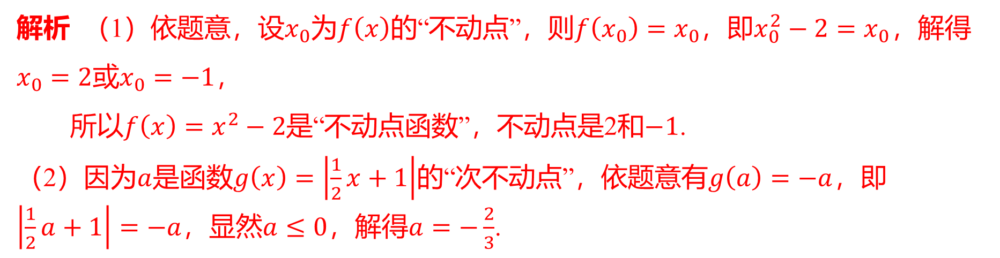 解析 （1）依题意，设$x_0$为$f(x)$的“不动点”，则$f(x_0)=x_0$，即$x_0^2-2=x_0$，解得
$x_0=2$或$x_0=-1$，
所以$f(x)=x^2-2$是“不动点函数”，不动点是2和$-1$.
（2）因为$a$是函数$g(x)=\left|\frac{1}{2}x+1\right|$的“次不动点”，依题意有$g(a)=-a$，即
$\left|\frac{1}{2}a+1\right|=-a$，显然$a\leq 0$，解得$a=-\frac{2}{3}$.